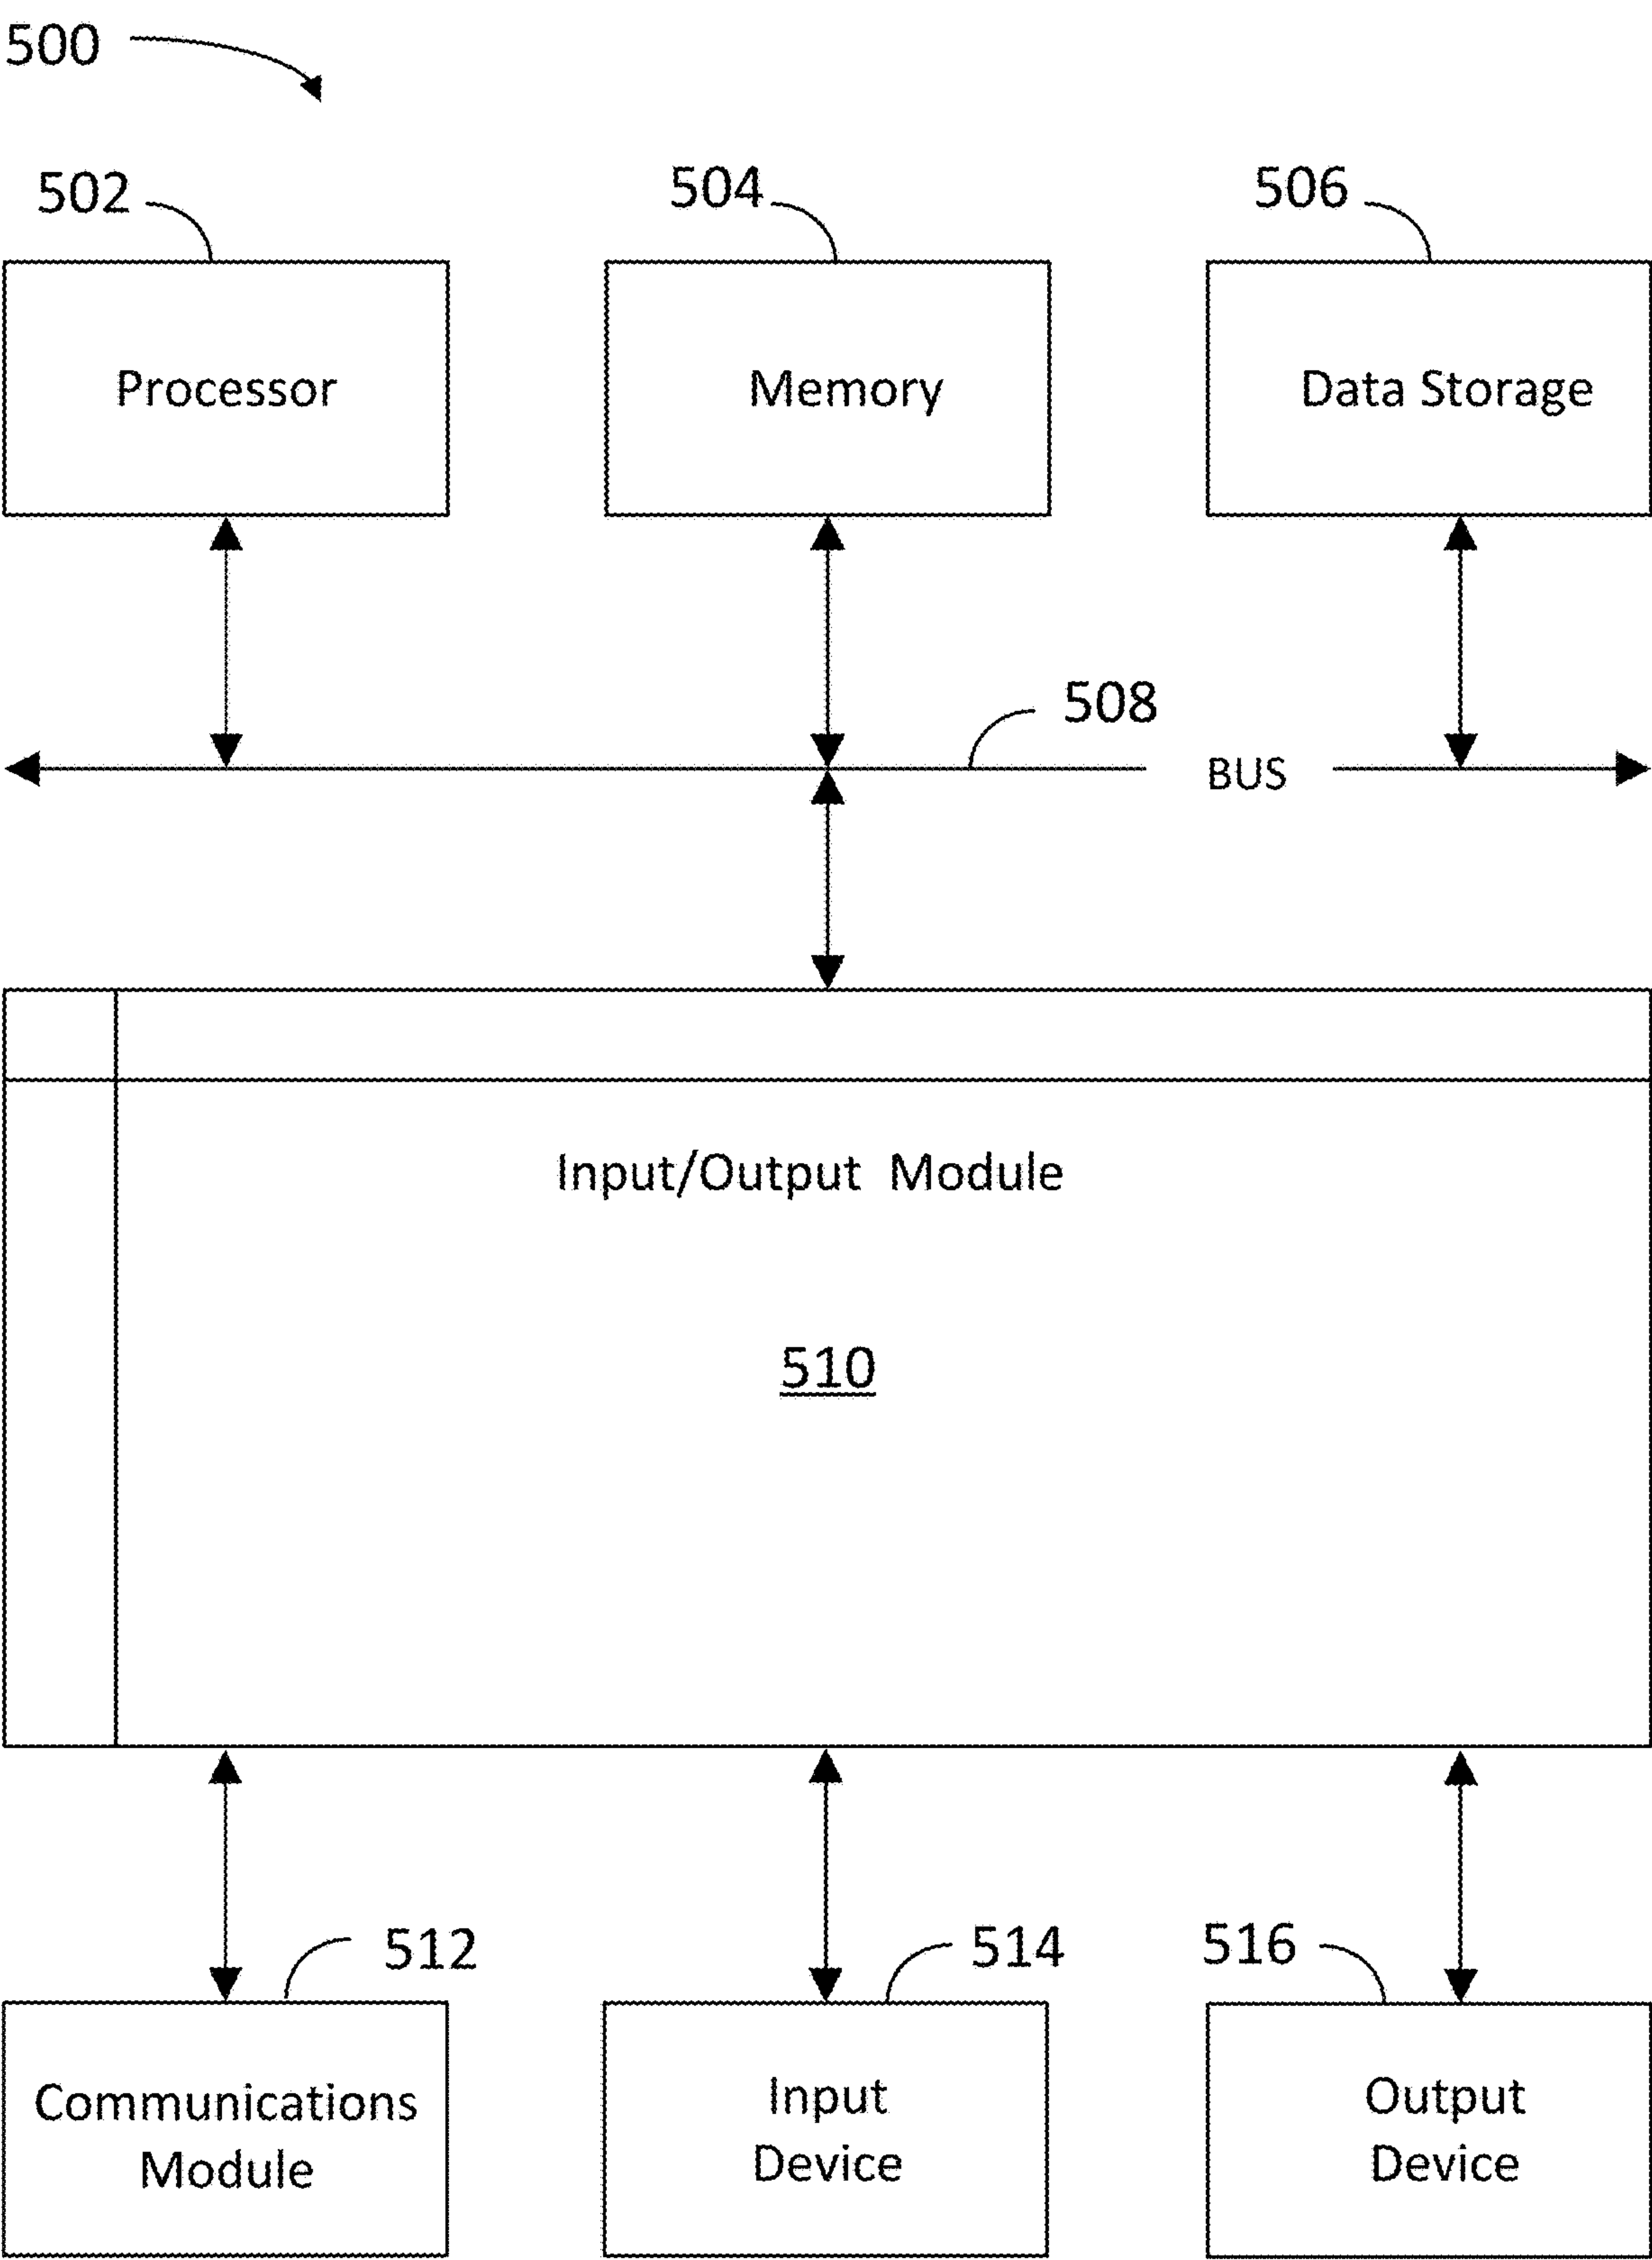 500
502
504
506
Processor
Memory
Data Storage
508
BUS
Input/Output Module
510
512
514
516
Communications
Module
Input
Device
Output
Device